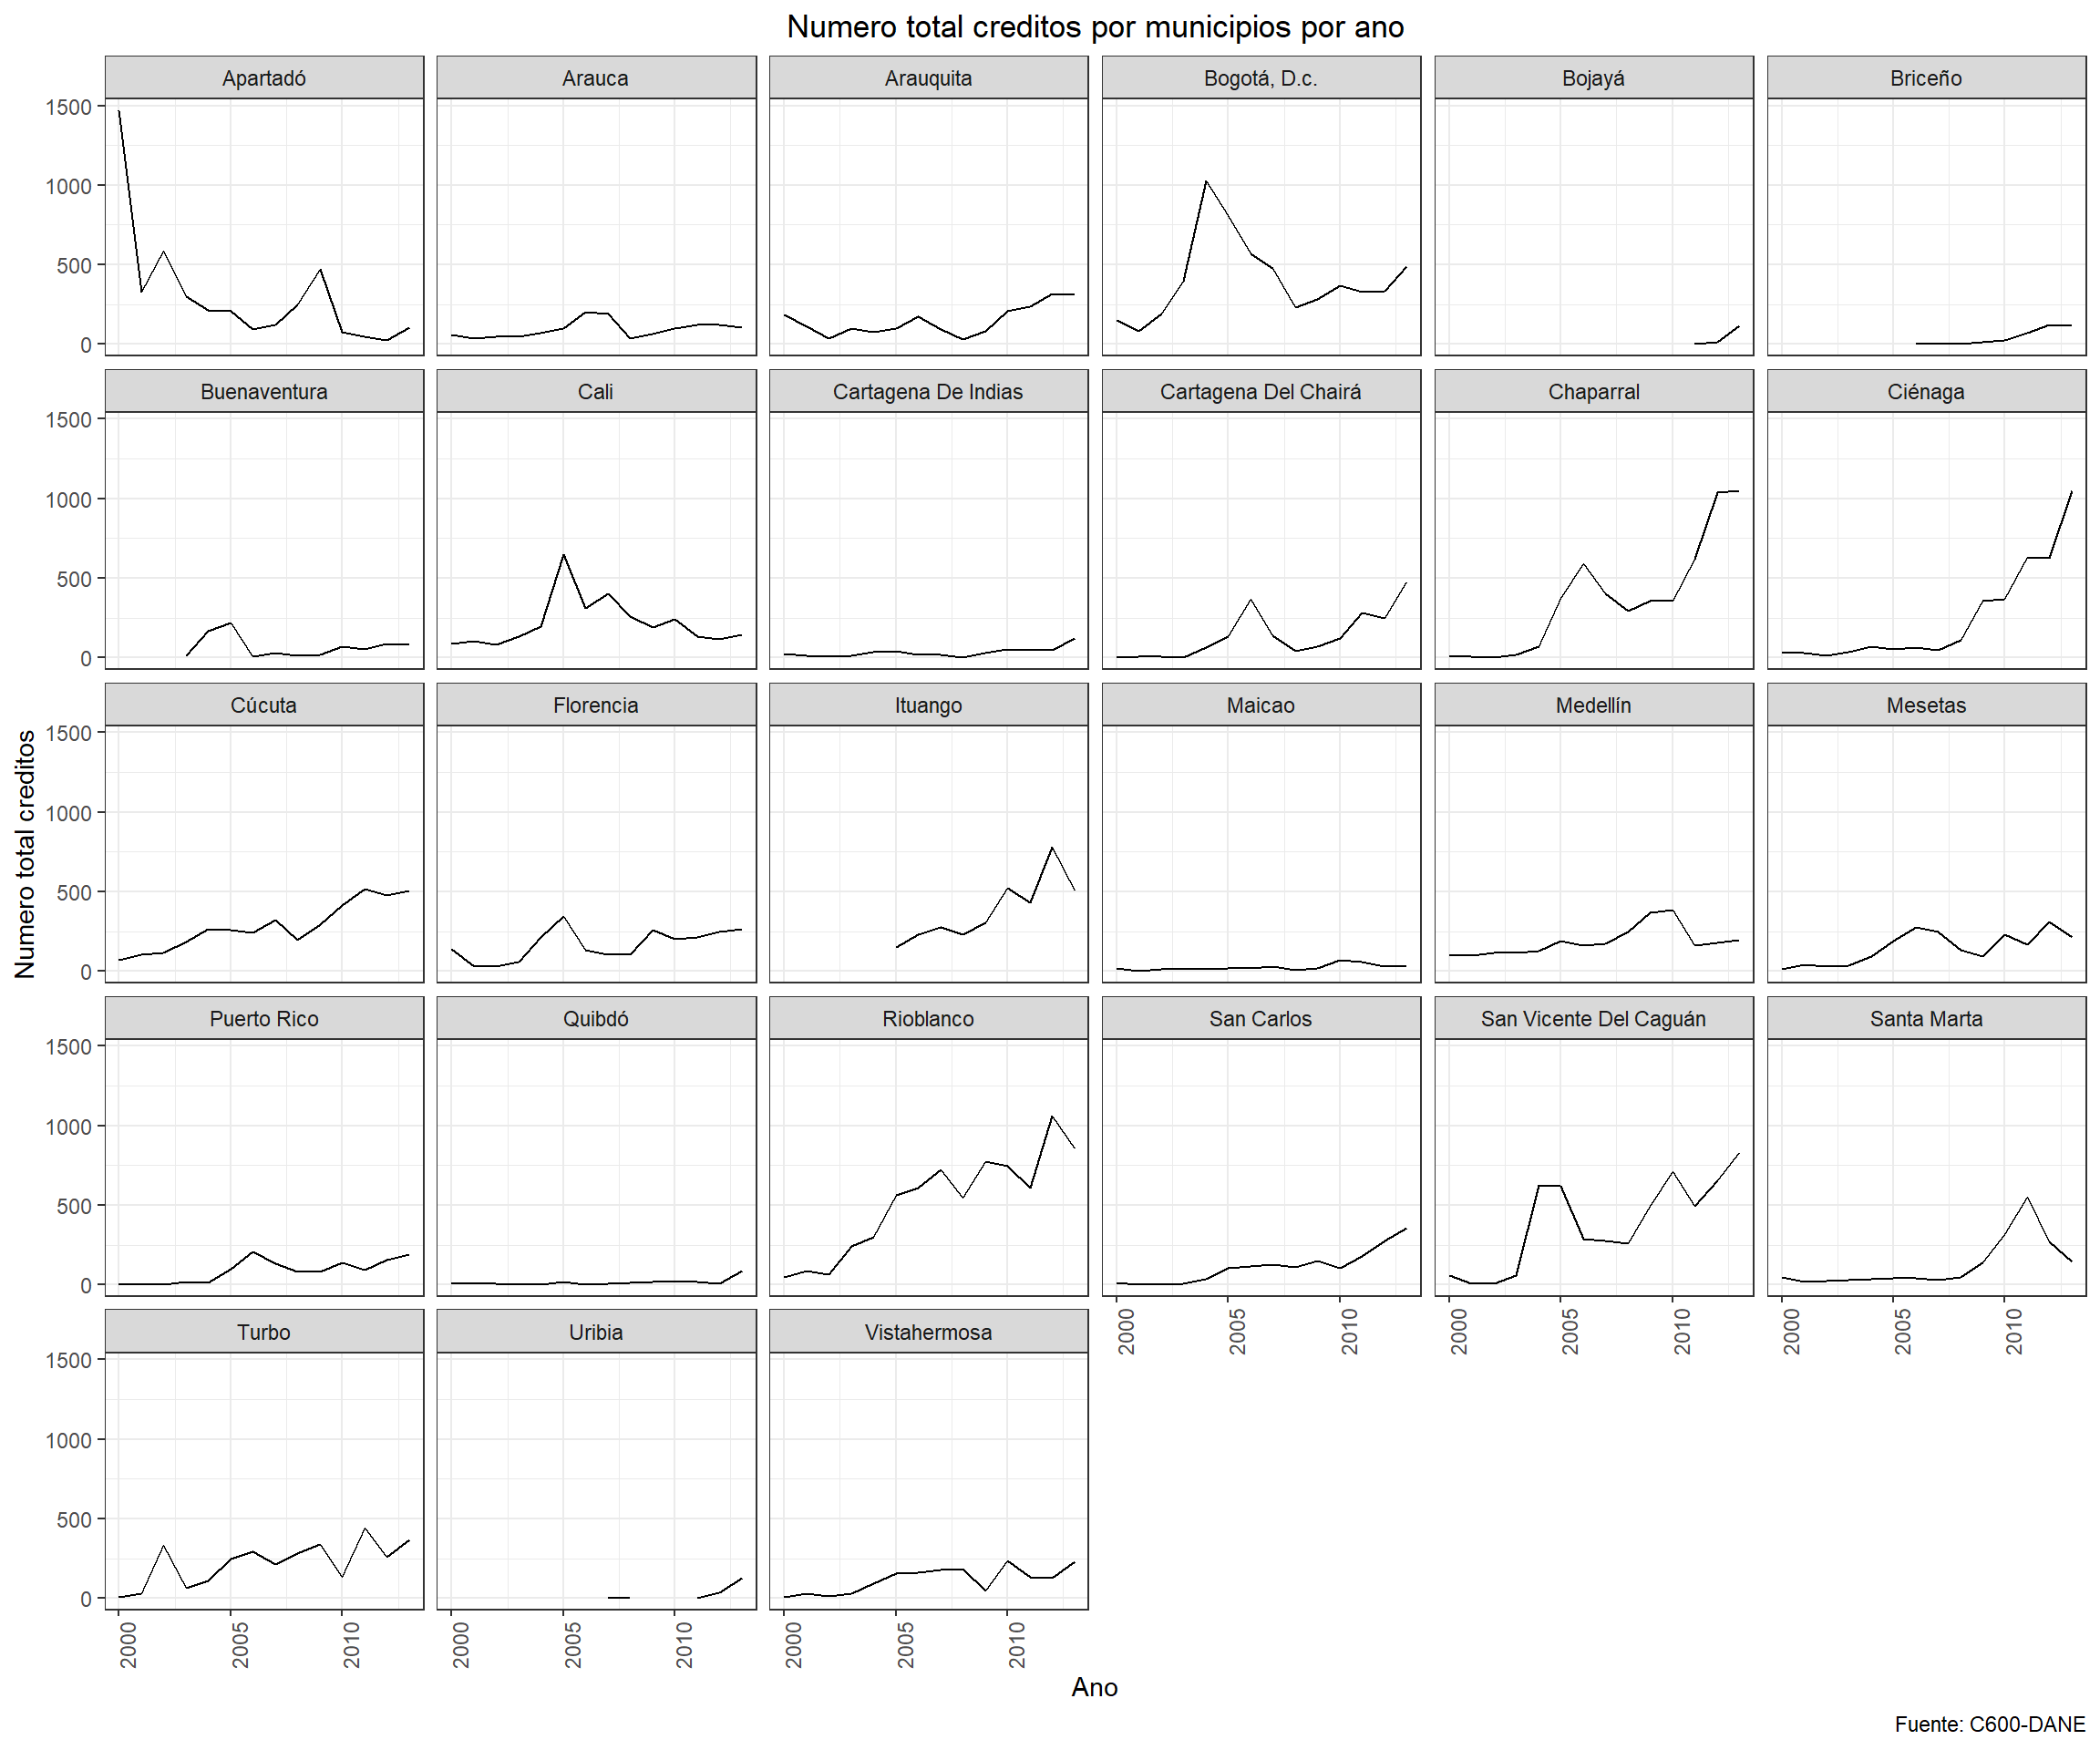 Numero total creditos por municipios por ano
Apartadó Arauca Arauquita Bogotá, D.c. Bojayá Briceño
1500
1000
500
0
Buenaventura Cali Cartagena De Indias Cartagena Del Chairá Chaparral Ciénaga
1500
1000
500
0
Cúcuta Florencia Ituango Maicao Medellín Mesetas
1500
1000
500
0
Numero total creditos
Puerto Rico Quibdó Rioblanco San Carlos San Vicente Del Caguán Santa Marta
1500
1000
500
0
2000 2005 2010 2000 2005 2010 2000 2005 2010
Turbo Uribia Vistahermosa
1500
1000
500
0
2000 2005 2010 2000 2005 2010 2000 2005 2010
Ano
Fuente: C600-DANE